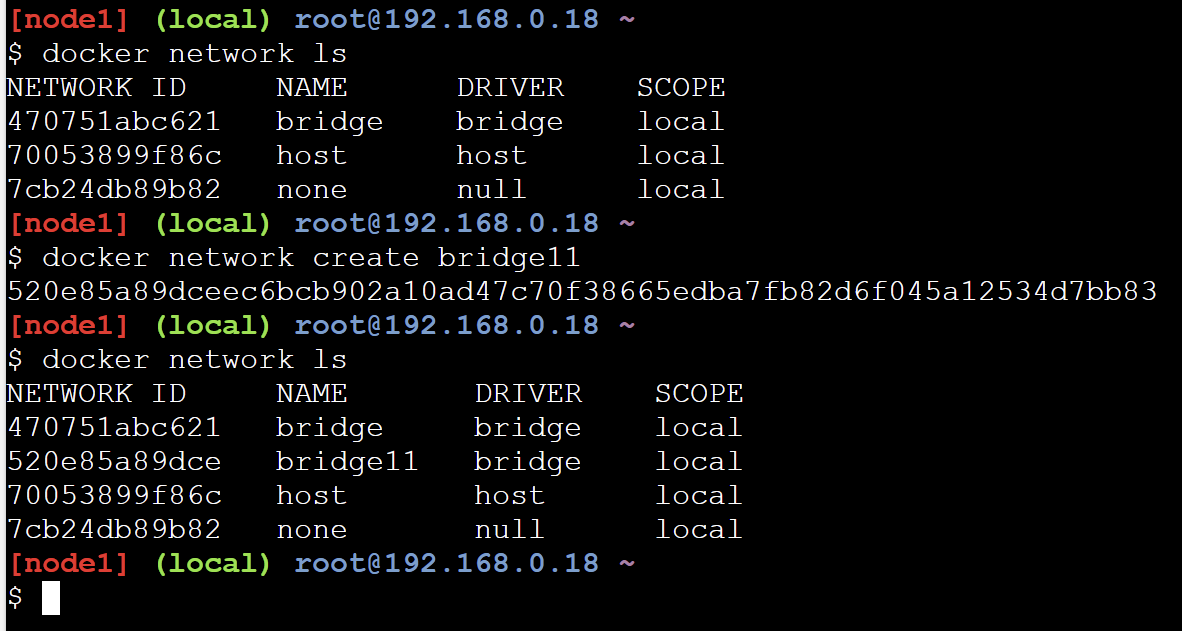 [node1] (local) root@192.168.0.18 ~
$ docker network ls
NETWORK ID   NAME      DRIVER    SCOPE
470751abc621   bridge    bridge    local
70053899f86c   host      host      local
7cb24db89b82   none      null      local
[node1] (local) root@192.168.0.18 ~
$ docker network create bridge11
520e85a89dceec6bcb902a10ad47c70f38665edba7fb82d6f045a12534d7bb83
[node1] (local) root@192.168.0.18 ~
$ docker network ls
NETWORK ID     NAME       DRIVER    SCOPE
470751abc621   bridge     bridge    local
520e85a89dce   bridge11   bridge    local
70053899f86c   host       host      local
7cb24db89b82   none       null      local
[node1] (local) root@192.168.0.18 ~
$